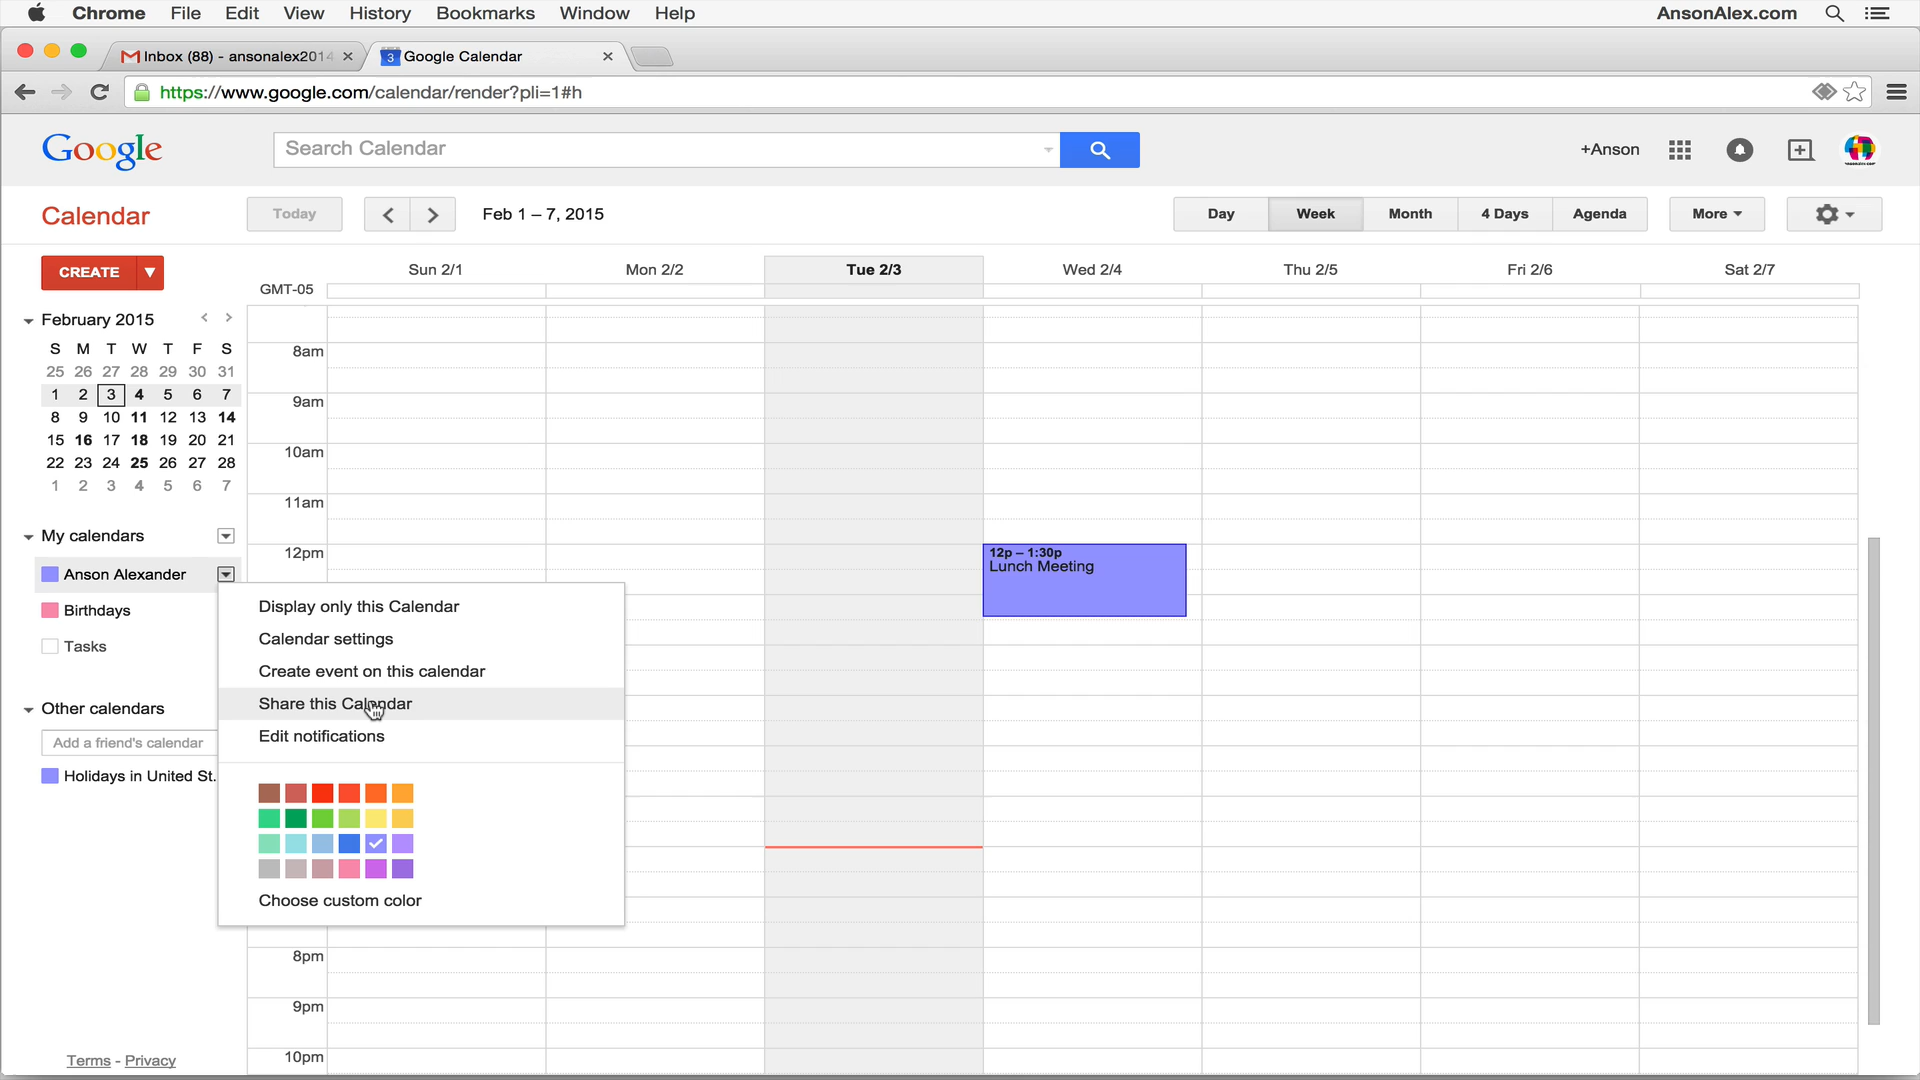 Chrome File Edit View History Bookmarks Window Help AnsonAlex.com
Inbox (88) - ansonalex2014
3 Google Calendar
https://www.google.com/calendar/render?pli=1#h
Google
Search Calendar
+Anson
Calendar
Today
Feb 1 – 7, 2015
Day Week Month 4 Days Agenda More
CREATE
Sun 2/1 Mon 2/2 Tue 2/3 Wed 2/4 Thu 2/5 Fri 2/6 Sat 2/7
GMT-05
February 2015
S M T W T F S
25 26 27 28 29 30 31
1 2 3 4 5 6 7
8 9 10 11 12 13 14
15 16 17 18 19 20 21
22 23 24 25 26 27 28
1 2 3 4 5 6 7
My calendars
Anson Alexander
Birthdays
Tasks
Other calendars
Add a friend's calendar
Holidays in United St.
Terms - Privacy
Display only this Calendar
Calendar settings
Create event on this calendar
Share this Calendar
Edit notifications
Choose custom color
8am
9am
10am
11am
12pm
8pm
9pm
10pm
12p – 1:30p
Lunch Meeting